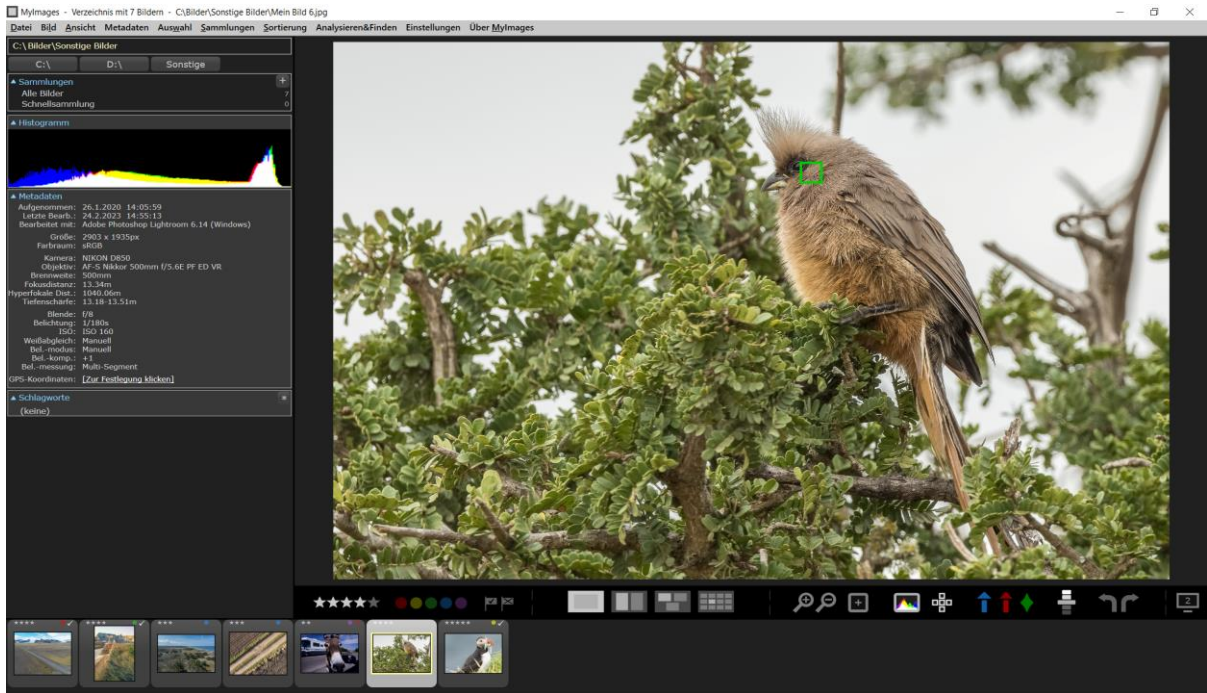 MyImages - Verzeichnis mit 7 Bildern - C:\Bilder\Sonstige Bilder\Mein Bild 6.jpg
Datei Bild Ansicht Metadaten Auswahl Sammlungen Sortierung Analysieren&Finden Einstellungen Über MyImages
C:\Bilder\Sonstige Bilder
C:\ D:\ Sonstige
Sammlungen +
Alle Bilder 7
Schnellsammlung 0
Histogramm
Metadaten
Aufgenommen: 26.1.2020 14:05:59
Letzte Bearb.: 24.2.2023 14:55:13
Bearbeitet mit: Adobe Photoshop Lightroom 6.14 (Windows)
Größe: 2903 x 1935px
Farbraum: sRGB
Kamera: NIKON D850
Objektiv: AF-S Nikkor 500mm f/5.6E PF ED VR
Brennweite: 500mm
Fokusdistanz: 13.34m
Hyperfokale Dist.: 1040.06m
Tiefenschärfe: 13.18-13.51m
Blende: f/8
Belichtung: 1/180s
ISO: ISO 160
Weißabgleich: Manuell
Bel.-modus: Manuell
Bel.-komp.: +1
Bel.-messung: Multi-Segment
GPS-Koordinaten: [Zur Festlegung klicken]
Schlagworte
(keine)
2